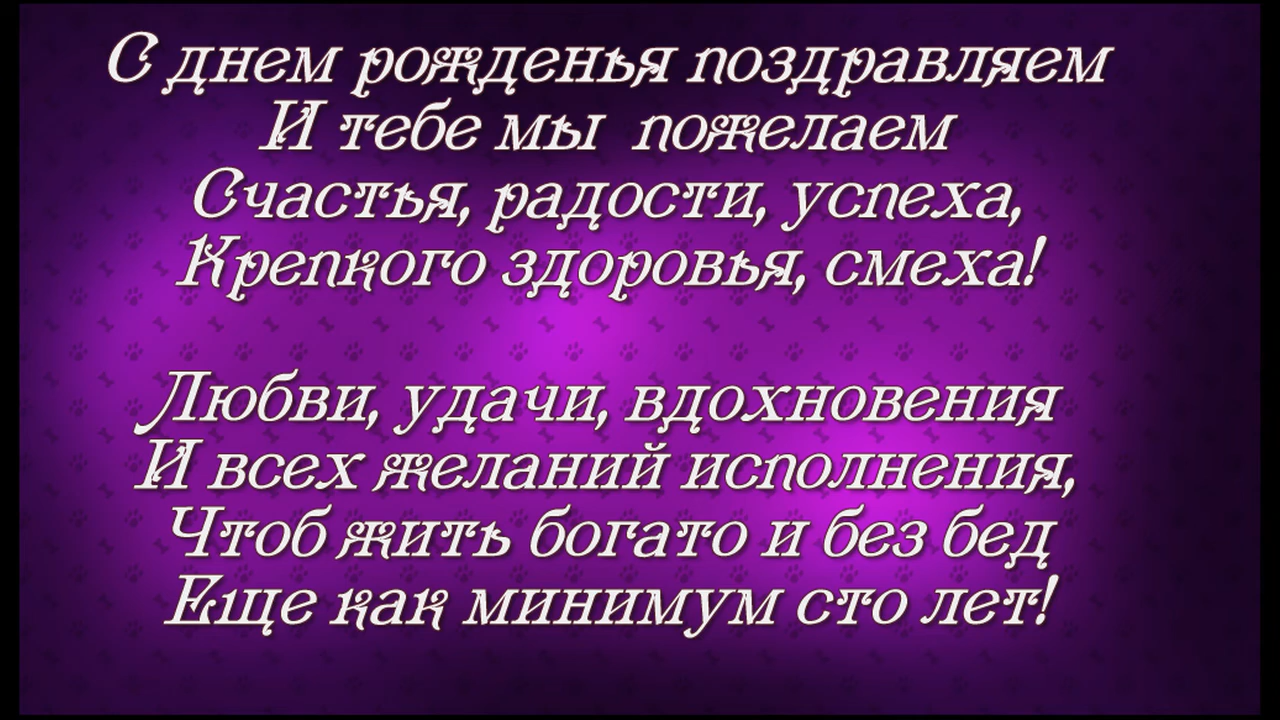 С днем рожденья поздравляем
И тебе мы пожелаем
Счастья, радости, успеха,
Крепкого здоровья, смеха!
Любви, удачи, вдохновения
И всех желаний исполнения,
Чтоб жить богато и без бед
Еще как минимум сто лет!